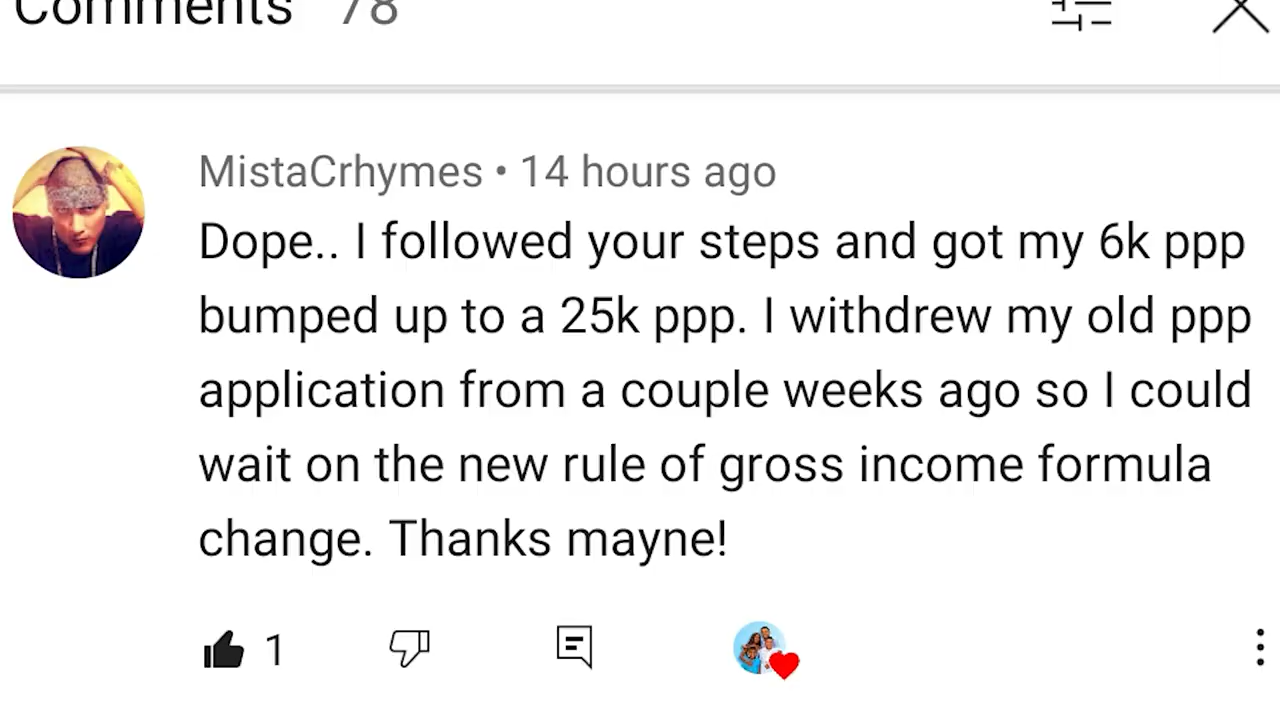 Comments 78
MistaCrhymes • 14 hours ago
Dope.. I followed your steps and got my 6k ppp
bumped up to a 25k ppp. I withdrew my old ppp
application from a couple weeks ago so I could
wait on the new rule of gross income formula
change. Thanks mayne!
1